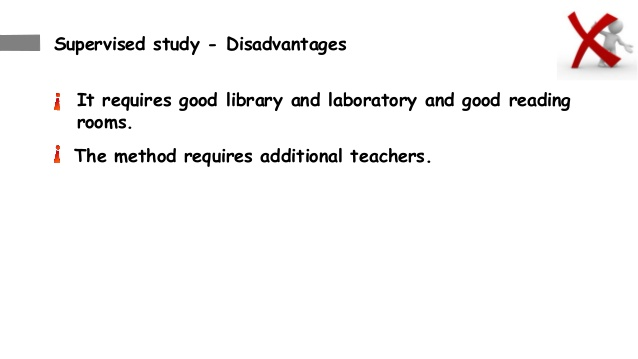 Supervised study - Disadvantages
It requires good library and laboratory and good reading
rooms.
The method requires additional teachers.